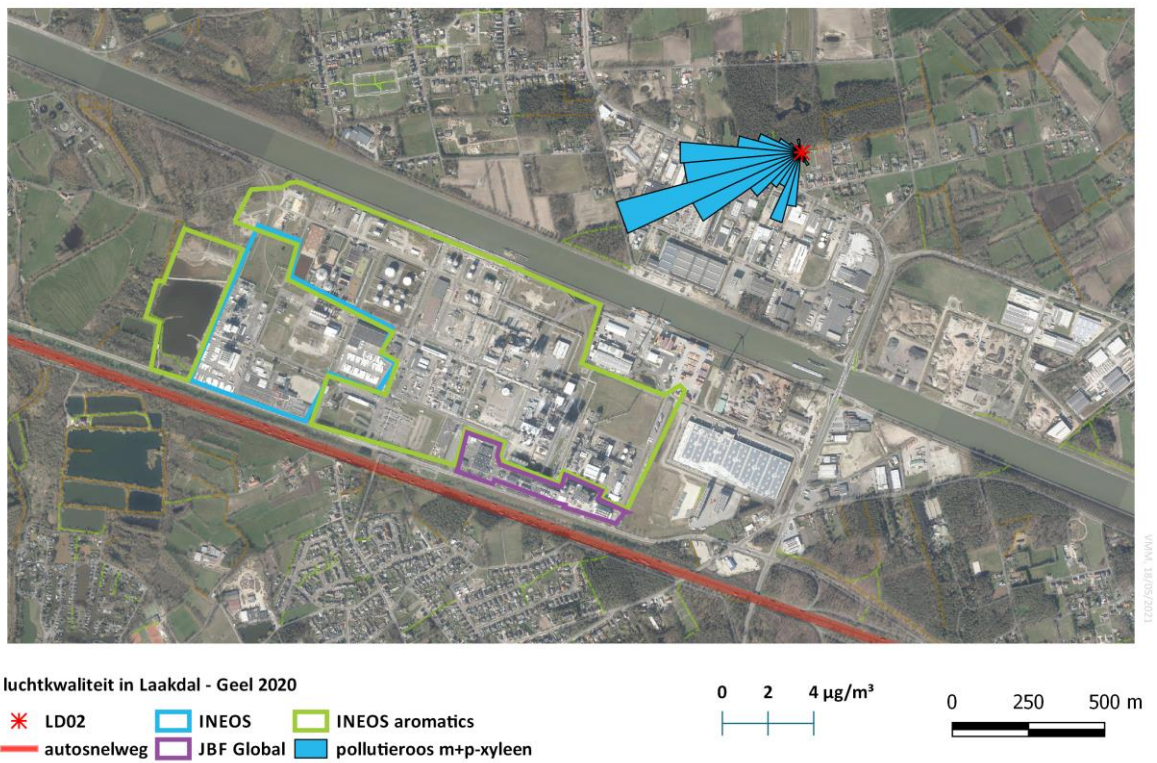 VMM, 18/05/2021
luchtkwaliteit in Laakdal - Geel 2020
LD02
INEOS
INEOS aromatics
autosnelweg
JBF Global
pollutieroos m+p-xyleen
0 2 4 µg/m³
0 250 500 m